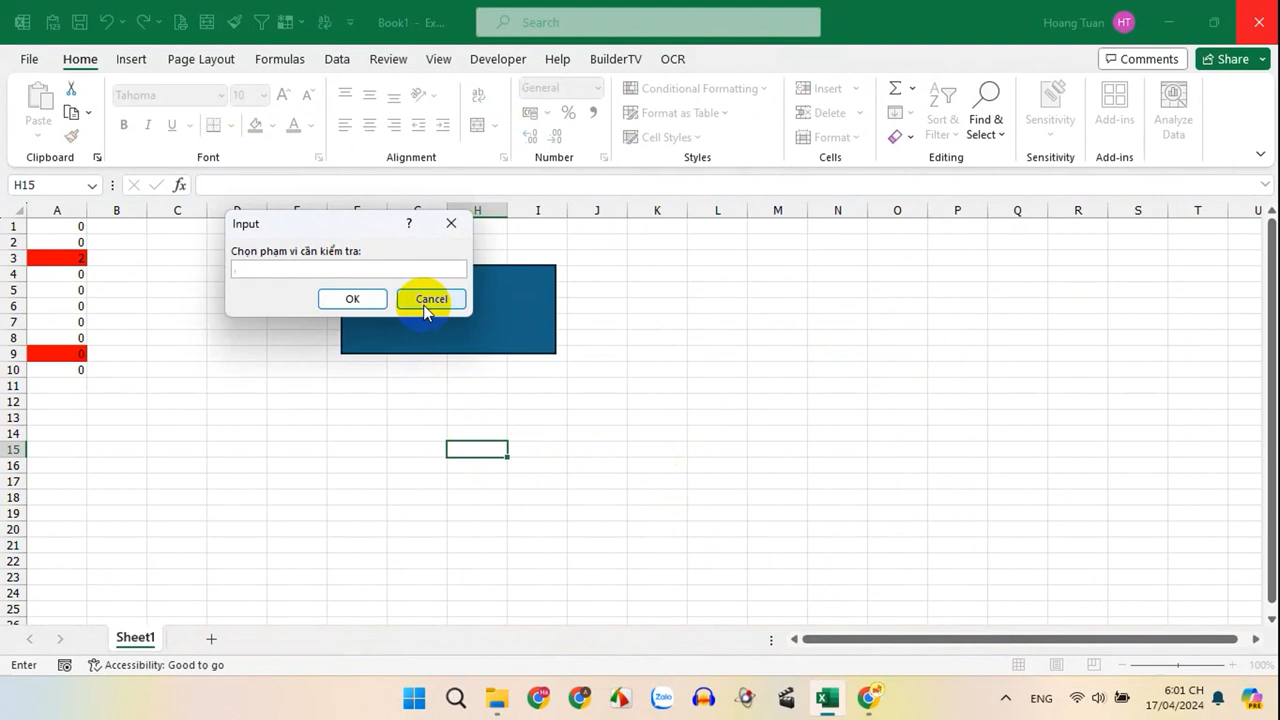 Book1 - Ex...
Search
Hoang Tuan
HT
File
Home
Insert
Page Layout
Formulas
Data
Review
View
Developer
Help
BuilderTV
OCR
Comments
Share
Paste
Clipboard
Tahoma
10
B
I
U
Font
Alignment
General
Number
Conditional Formatting
Format as Table
Cell Styles
Styles
Insert
Delete
Format
Cells
Sort &
Filter
Find &
Select
Editing
Sensitivity
Sensitivity
Add-ins
Add-ins
Analyze
Data
H15
fx
A B C D E F G H I J K L M N O P Q R S T U
1 0
2 0
3 2
4 0
5 0
6 0
7 0
8 0
9 0
10 0
11
12
13
14
15
16
17
18
19
20
21
22
23
24
25
Input
?
Chọn phạm vi cần kiểm tra:
OK
Cancel
Sheet1
Enter
Accessibility: Good to go
100%
Zalo
ENG
6:01 CH
17/04/2024
PRE